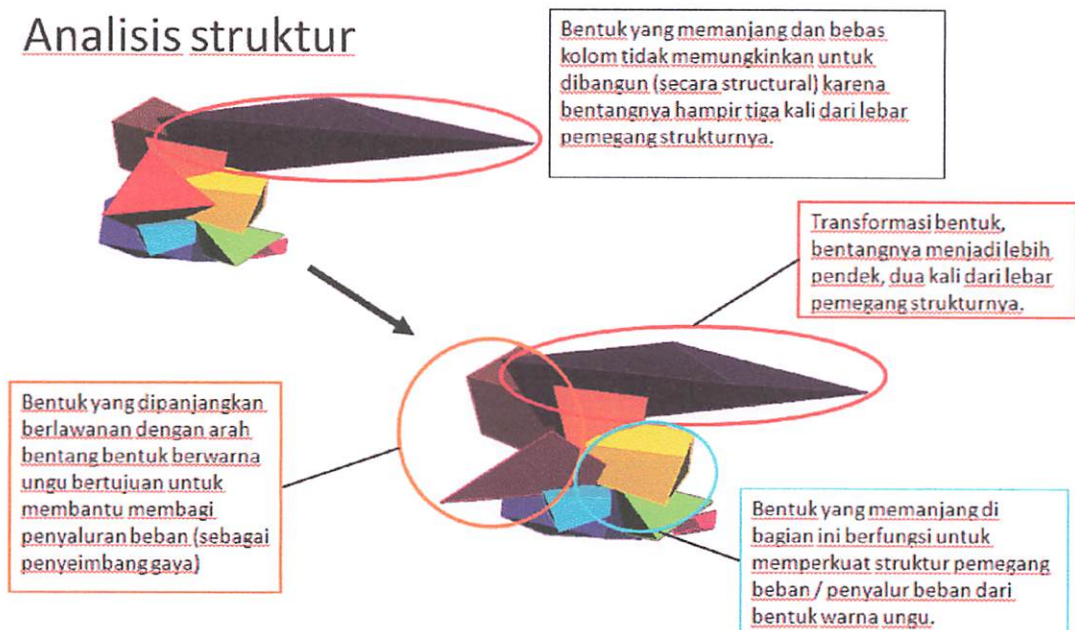 Analisis struktur
Bentuk yang memanjang dan bebas
kolom tidak memungkinkan untuk
dibangun (secara structural) karena
bentangnya hampir tiga kali dari lebar
pemegang strukturnya.
Transformasi bentuk,
bentangnya menjadi lebih
pendek, dua kali dari lebar
pemegang strukturnya.
Bentuk yang dipanjangkan
berlawanan dengan arah
bentang bentuk berwarna
ungu bertujuan untuk
membantu membagi
penyaluran beban (sebagai
penyeimbang gaya)
Bentuk yang memanjang di
bagian ini berfungsi untuk
memperkuat struktur pemegang
beban / penyalur beban dari
bentuk warna ungu.